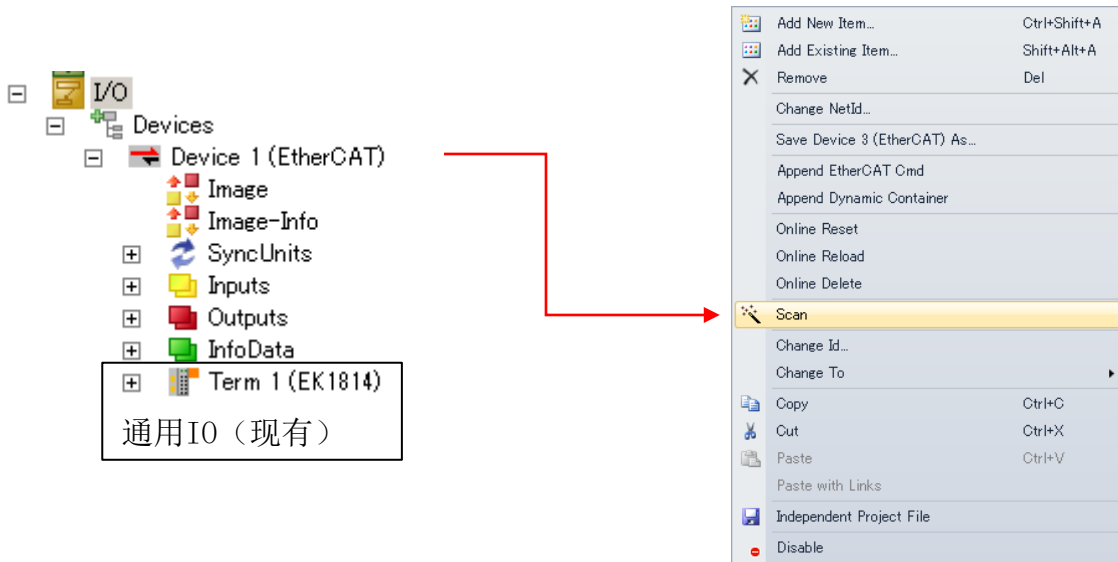 I/O
Devices
Device 1 (EtherCAT)
Image
Image-Info
SyncUnits
Inputs
Outputs
InfoData
Term 1 (EK1814)
通用IO（现有）
Add New Item... Ctrl+Shift+A
Add Existing Item... Shift+Alt+A
Remove Del
Change NetId...
Save Device 3 (EtherCAT) As...
Append EtherCAT Cmd
Append Dynamic Container
Online Reset
Online Reload
Online Delete
Scan
Change Id...
Change To
Copy Ctrl+C
Cut Ctrl+X
Paste Ctrl+V
Paste with Links
Independent Project File
Disable